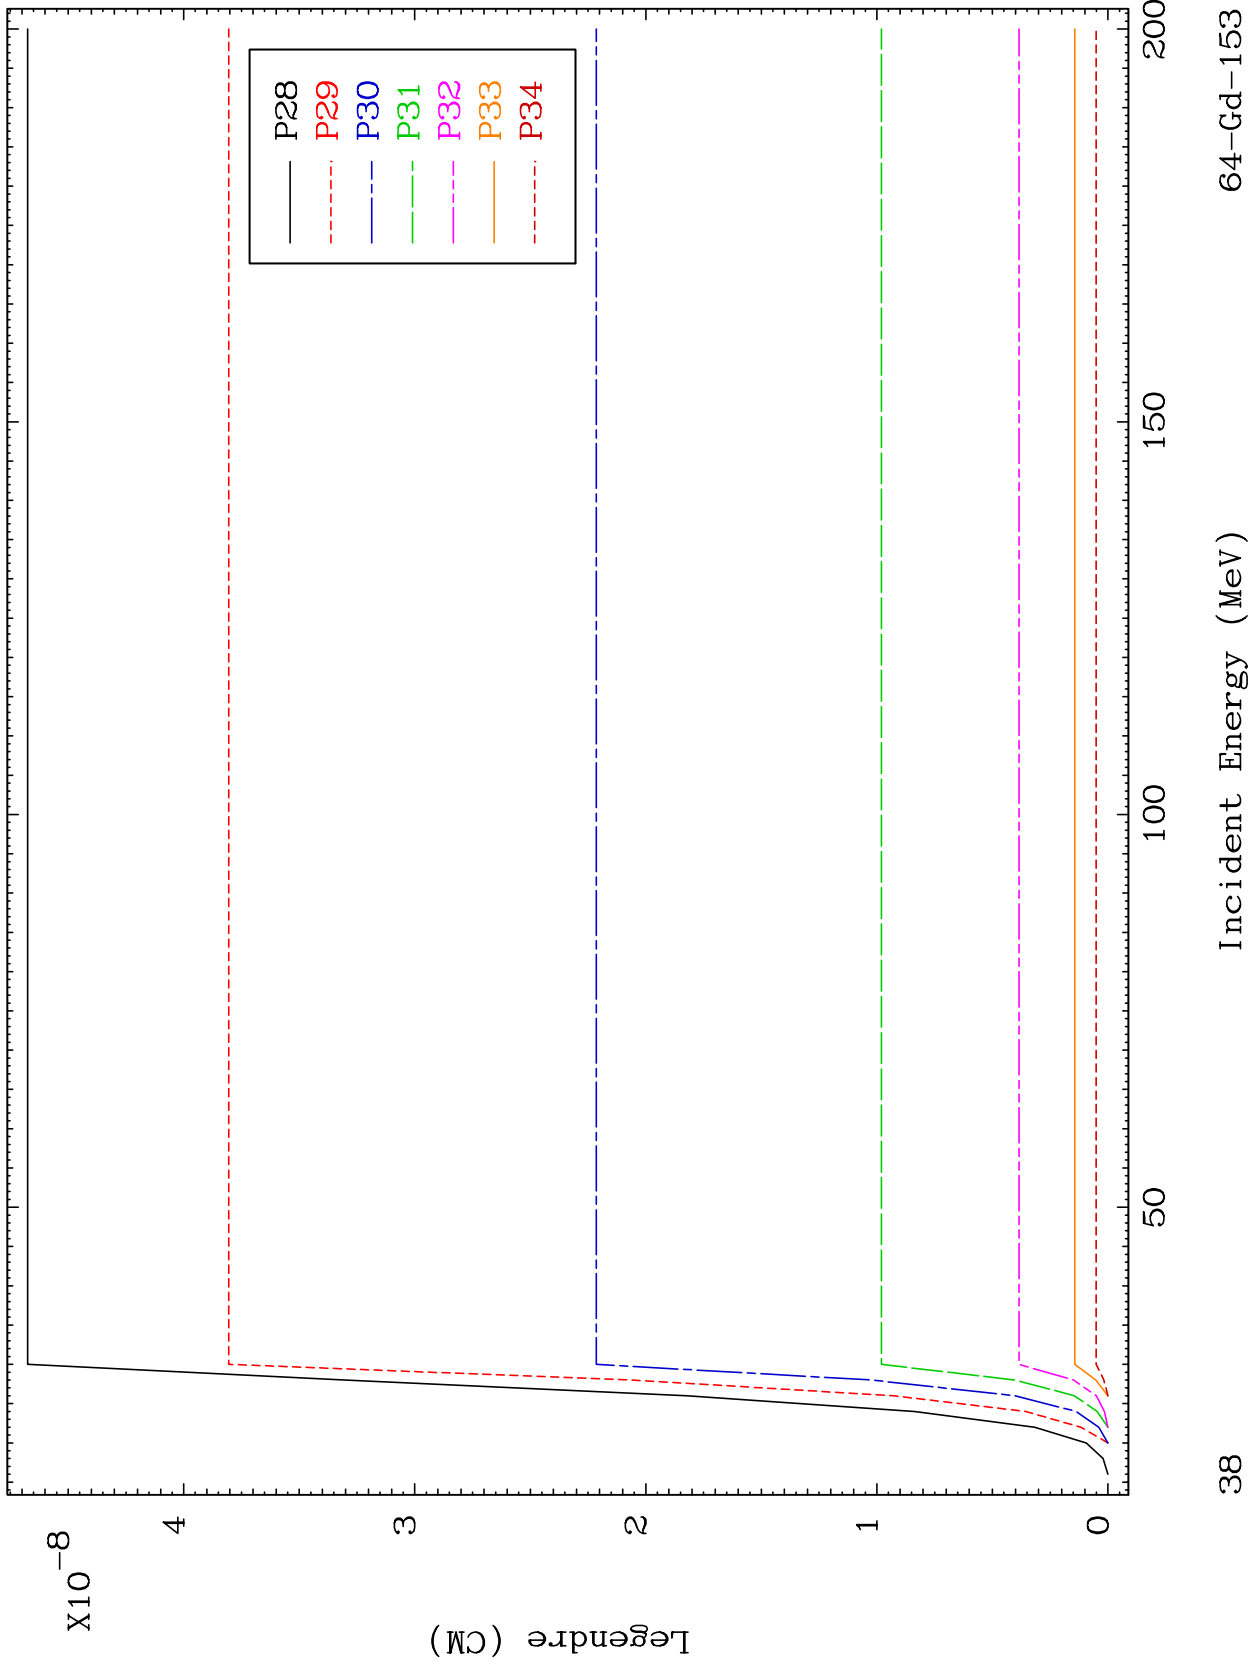 X10
-8
Legendre (CM)
4
3
2
1
0
P28
P29
P30
P31
P32
P33
P34
50
100
150
200
38
Incident Energy (MeV)
64-Gd-153